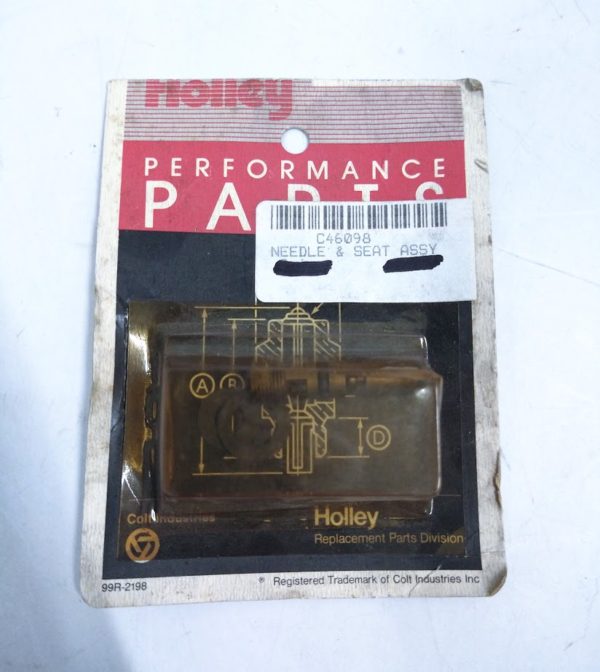 Holley
PERFORMANCE
PARTS
C46098
NEEDLE & SEAT ASSY
A B
D
Colt Industries
Holley
Replacement Parts Division
99R-2198
® Registered Trademark of Colt Industries Inc